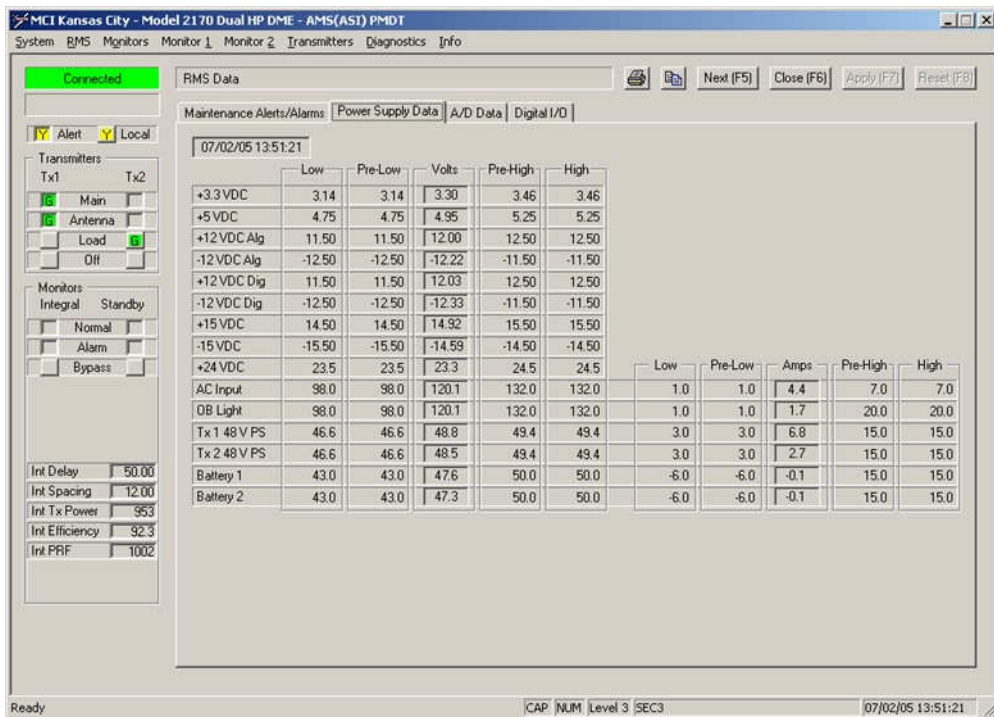 MCI Kansas City - Model 2170 Dual HP DME - AMS(ASI) PMDT
System RMS Monitors Monitor 1 Monitor 2 Transmitters Diagnostics Info
Connected RMS Data Next (F5) Close (F6) Apply (F7) Reset (F8)
Maintenance Alerts/Alarms Power Supply Data A/D Data Digital I/O
Y Alert Y Local
07/02/05 13:51:21
Transmitters
Tx1 Tx2
G Main
G Antenna
Load G
Off
Monitors
Integral Standby
Normal
Alarm
Bypass
Int Delay 50.00
Int Spacing 12.00
Int Tx Power 953
Int Efficiency 92.3
Int PRF 1002
Low Pre-Low Volts Pre-High High
+3.3 VDC 3.14 3.14 3.30 3.46 3.46
+5 VDC 4.75 4.75 4.95 5.25 5.25
+12 VDC Alg 11.50 11.50 12.00 12.50 12.50
-12 VDC Alg -12.50 -12.50 -12.22 -11.50 -11.50
+12 VDC Dig 11.50 11.50 12.03 12.50 12.50
-12 VDC Dig -12.50 -12.50 -12.33 -11.50 -11.50
+15 VDC 14.50 14.50 14.92 15.50 15.50
-15 VDC -15.50 -15.50 -14.59 -14.50 -14.50
+24 VDC 23.5 23.5 23.3 24.5 24.5 Low Pre-Low Amps Pre-High High
AC Input 98.0 98.0 120.1 132.0 132.0 1.0 1.0 4.4 7.0 7.0
OB Light 98.0 98.0 120.1 132.0 132.0 1.0 1.0 1.7 20.0 20.0
Tx 1 48 V PS 46.6 46.6 48.8 49.4 49.4 3.0 3.0 6.8 15.0 15.0
Tx 2 48 V PS 46.6 46.6 48.5 49.4 49.4 3.0 3.0 2.7 15.0 15.0
Battery 1 43.0 43.0 47.6 50.0 50.0 -6.0 -6.0 -0.1 15.0 15.0
Battery 2 43.0 43.0 47.3 50.0 50.0 -6.0 -6.0 -0.1 15.0 15.0
Ready CAP NUM Level 3 SEC3 07/02/05 13:51:21